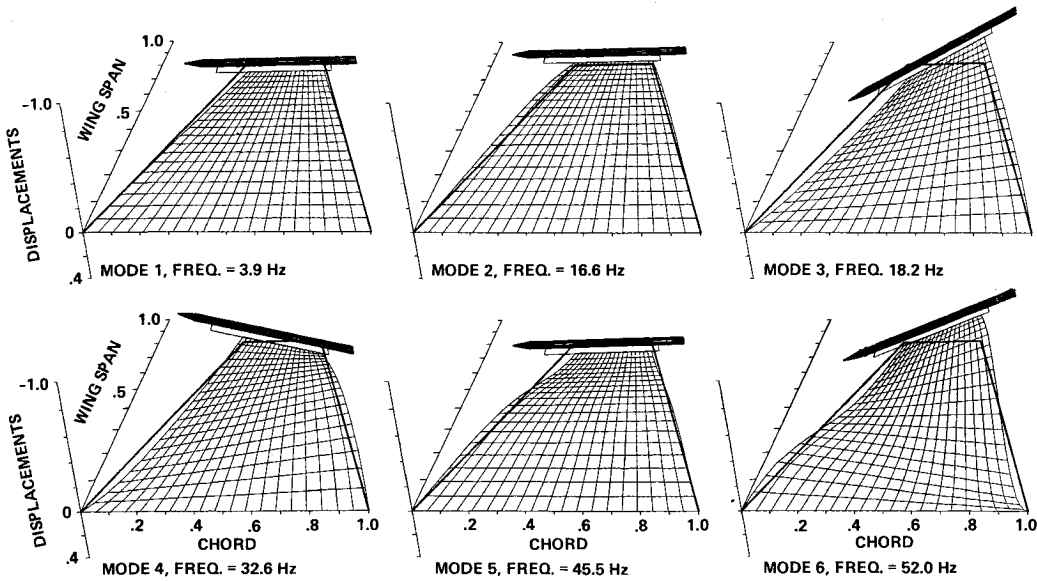 1.0
WING SPAN
.5
-1.0
DISPLACEMENTS
0
.4
MODE 1, FREQ. = 3.9 Hz
MODE 2, FREQ. = 16.6 Hz
MODE 3, FREQ. 18.2 Hz
1.0
WING SPAN
.5
-1.0
DISPLACEMENTS
0
.4
.2 .4 .6 .8 1.0
CHORD
.2 .4 .6 .8 1.0
CHORD
.2 .4 .6 .8 1.0
CHORD
MODE 4, FREQ. = 32.6 Hz
MODE 5, FREQ. = 45.5 Hz
MODE 6, FREQ. = 52.0 Hz